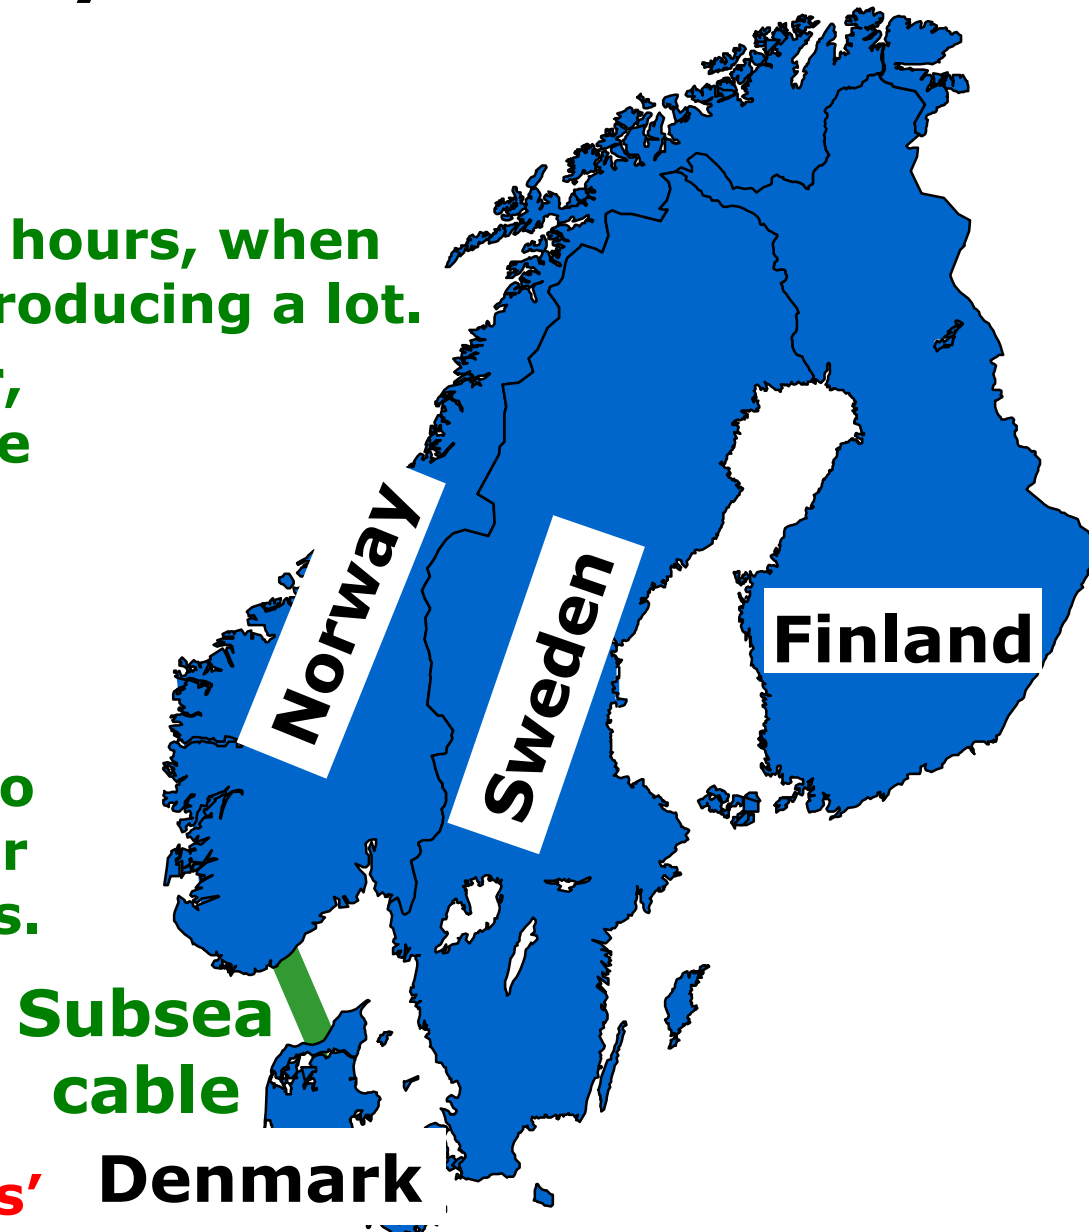 hours, when
roducing a lot.
,
e
Norway
Sweden
Finland
o
r
s.
Subsea
cable
Denmark
s’